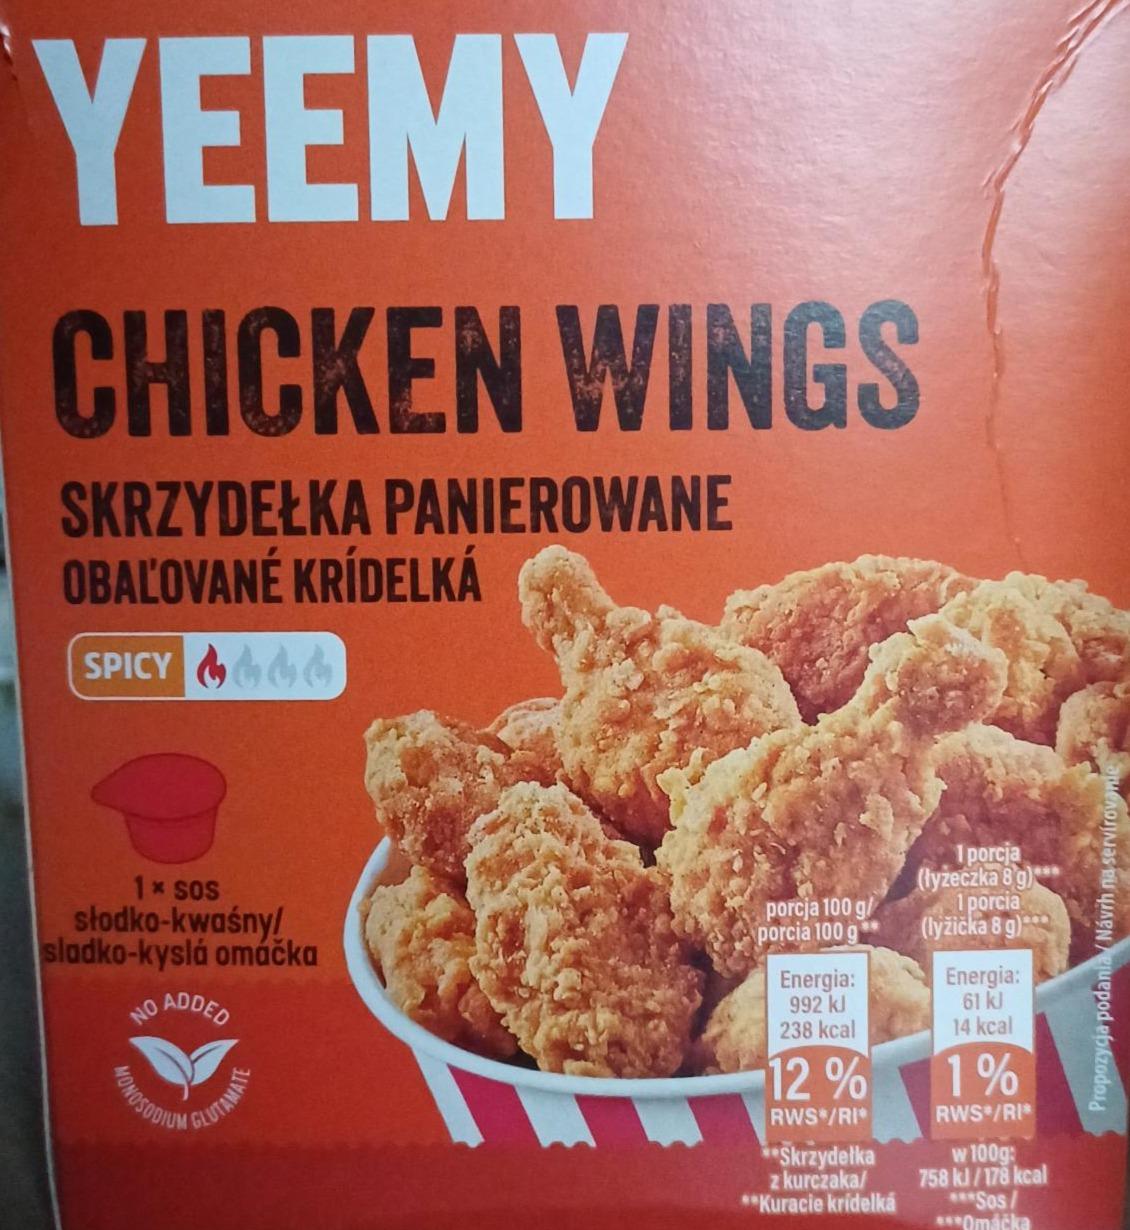 YEEMY
CHICKEN WINGS
SKRZYDEŁKA PANIEROWANE
OBAĽOVANÉ KRÍDELKÁ
SPICY
1 × sos
słodko-kwaśny/
sladko-kyslá omáčka
NO ADDED
MONOSODIUM GLUTAMATE
porcja 100 g/
porcia 100 g**
Energia:
992 kJ
238 kcal
12 %
RWS*/RI*
**Skrzydełka
z kurczaka/
**Kuracie krídelká
1 porcja
(łyżeczka 8 g)***
1 porcia
(lyžička 8 g)***
Energia:
61 kJ
14 kcal
1 %
RWS*/RI*
w 100g:
758 kJ / 178 kcal
***Sos /
***Omáčka
Propozycja podania / Návrh na servírovanie